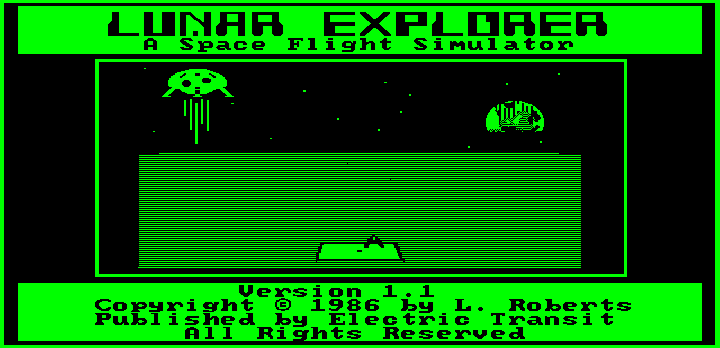 LUNAR EXPLORER
A Space Flight Simulator
Version 1.1
Copyright © 1986 by L. Roberts
Published by Electric Transit
All Rights Reserved